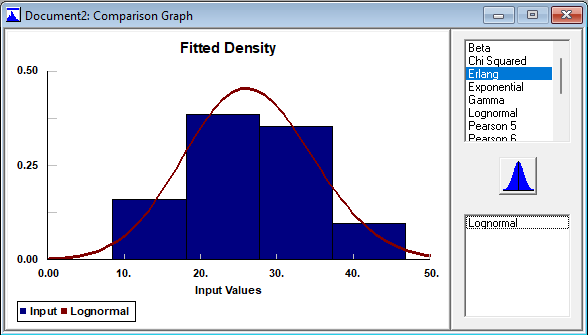 Document2: Comparison Graph
Fitted Density
0.50
0.25
0.00
0.00 10. 20. 30. 40. 50.
Input Values
Input Lognormal
Beta
Chi Squared
Erlang
Exponential
Gamma
Lognormal
Pearson 5
Pearson 6
Lognormal